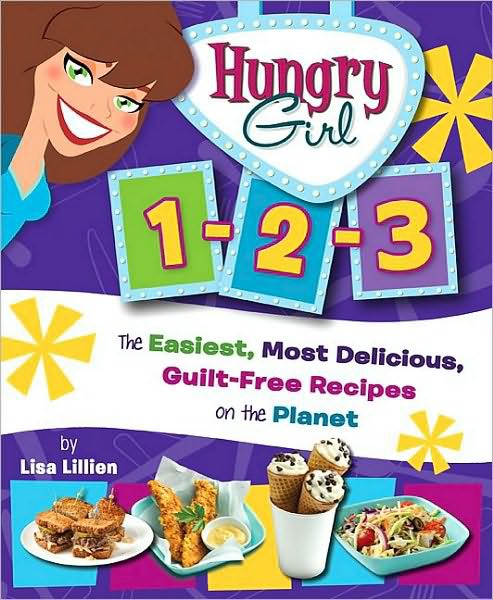 Hungry
Girl
1-2-3
The Easiest, Most Delicious,
Guilt-Free Recipes
on the Planet
by
Lisa Lillien